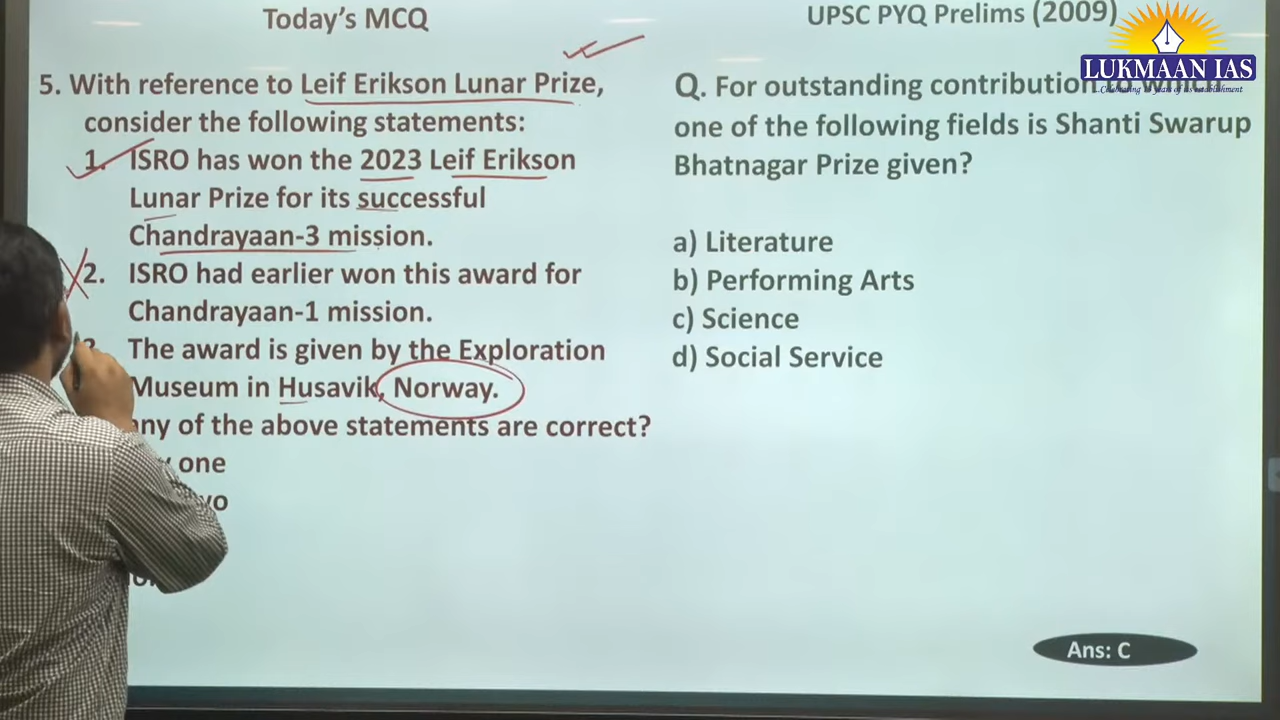 Today's MCQ
5. With reference to Leif Erikson Lunar Prize,
consider the following statements:
1. ISRO has won the 2023 Leif Erikson
Lunar Prize for its successful
Chandrayaan-3 mission.
2. ISRO had earlier won this award for
Chandrayaan-1 mission.
The award is given by the Exploration
Museum in Husavik, Norway.
any of the above statements are correct?
one
UPSC PYQ Prelims (2009)
LUKMAAN IAS
Q. For outstanding contribution to which
one of the following fields is Shanti Swarup
Bhatnagar Prize given?
a) Literature
b) Performing Arts
c) Science
d) Social Service
Ans: C